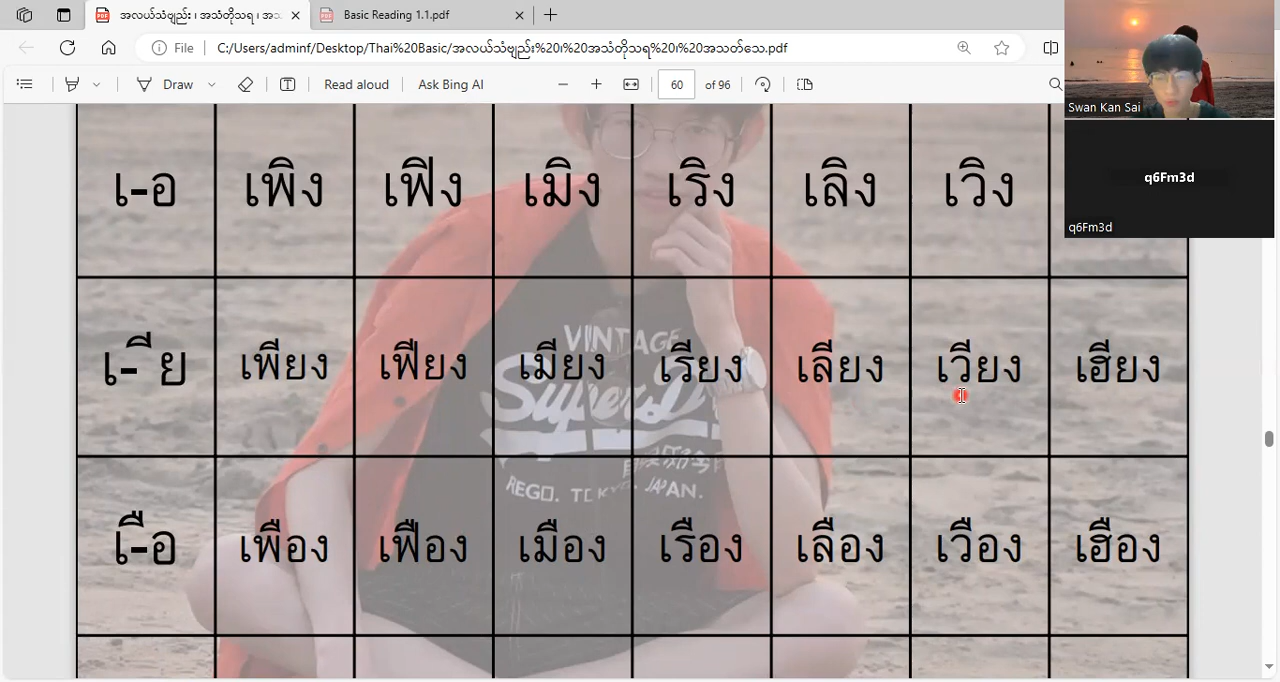 အလယ်သံဗျည်း ၊ အသံတိုသရ ၊
Basic Reading 1.1.pdf
File
C:/Users/adminf/Desktop/Thai%20Basic/အလယ်သံဗျည်း%20၊%20အသံတိုသရ%20၊%20အသတ်သေ.pdf
Draw
Read aloud
Ask Bing AI
60
of 96
Swan Kan Sai
q6Fm3d
q6Fm3d
เ-อ เพิง เฟิง เมิง เริง เลิง เวิง
เ-ีย เพียง เฟียง เมียง เรียง เลียง เวียง เฮียง
เ-ือ เพือง เฟือง เมือง เรือง เลือง เวือง เฮือง
VINTAGE
Superd
REGD. TOKYO. JAPAN.